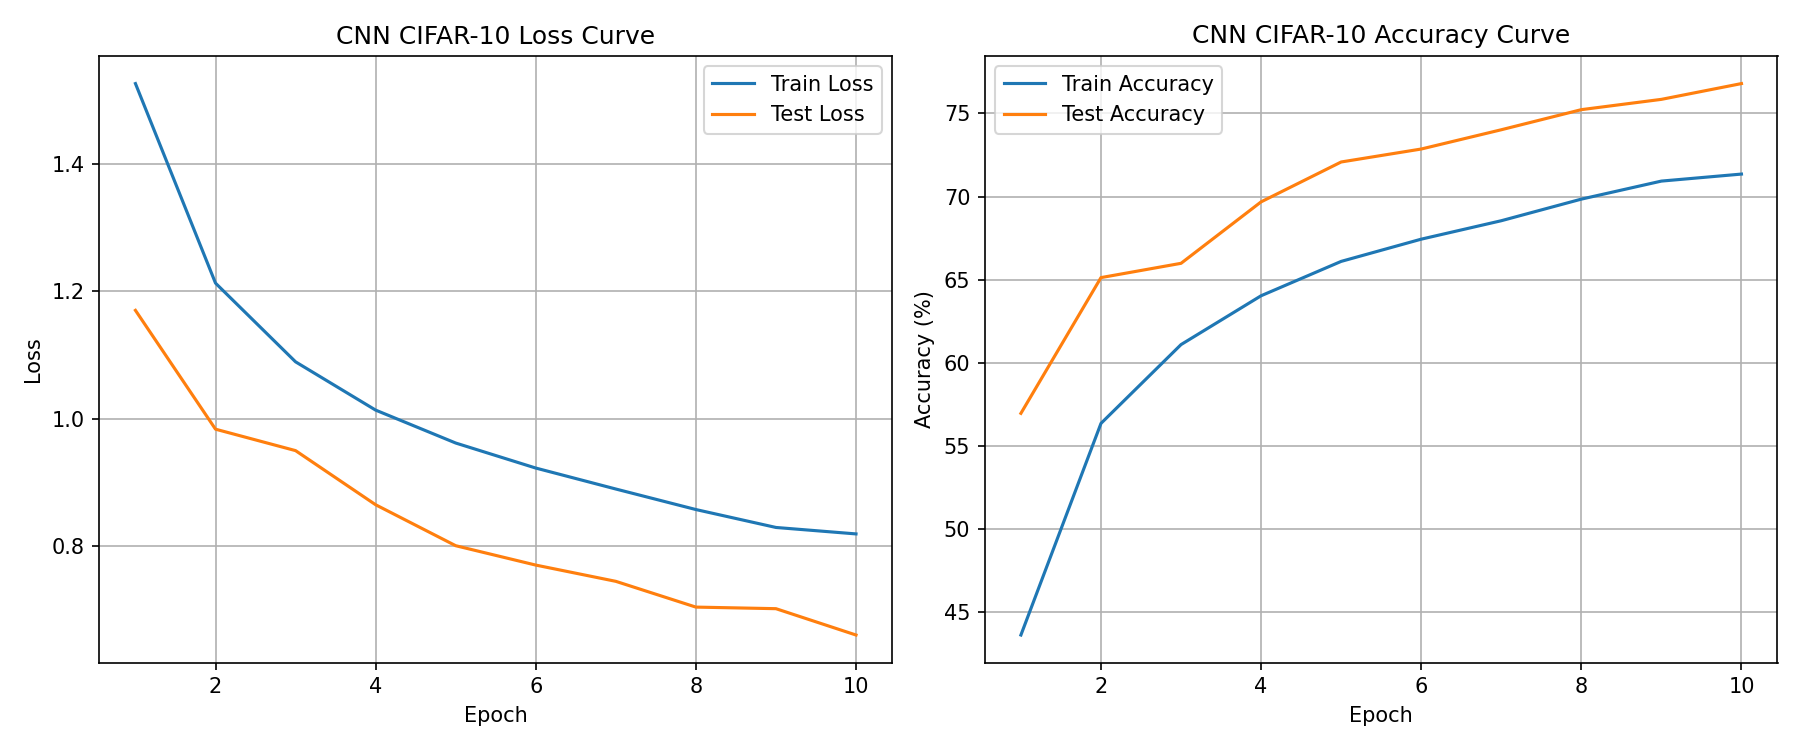 CNN CIFAR-10 Loss Curve
Train Loss
Test Loss
1.4
1.2
1.0
0.8
Loss
2 4 6 8 10
Epoch
CNN CIFAR-10 Accuracy Curve
Train Accuracy
Test Accuracy
75
70
65
60
55
50
45
Accuracy (%)
2 4 6 8 10
Epoch